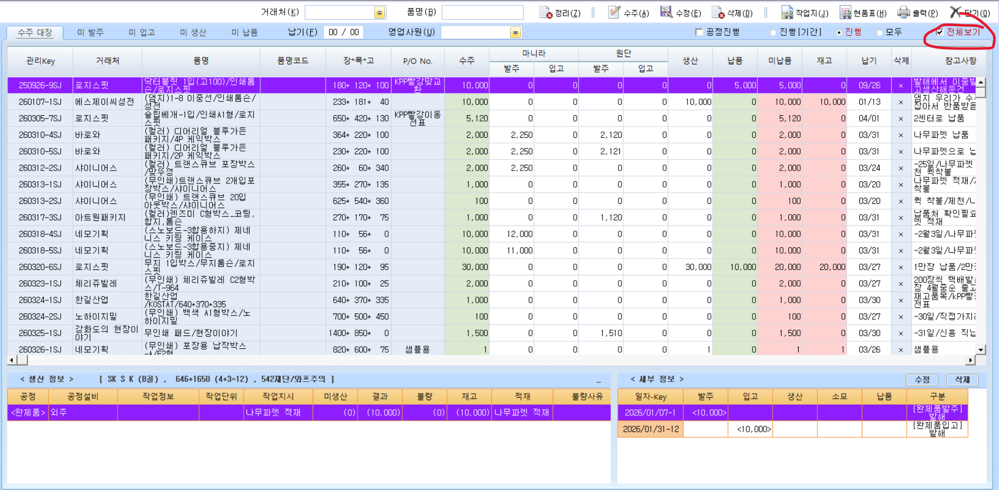 거래처(K) 품명(B) 정리(Z) 수주(A) 수정(E) 삭제(D) 작업지(J) 현품표(H) 출력(P) 닫기(Q)
수주 대장 미 발주 미 입고 미 생산 미 납품 납기(F) 00 / 00 영업사원(U) 공정진행 진행[기간] 진행 모두 전체보기
관리Key 거래처 품명 품명코드 장*폭*고 P/O No. 수주 마니라 원단 생산 납품 미납품 재고 납기 삭제 참고사항
발주 입고 발주 입고
250926-9SJ 로지스핏 닥터블릿 1입(고100)/인쇄톰슨/로지스핏 180* 120* 100 KPP빨강맞교환 10,000 0 0 0 0 0 5,000 5,000 0 09/26 × 발해에서 이중발 고생산해둔건
260107-1SJ 에스제이씨성전 (댐지)1-8 이중선/인쇄톰슨/성전 233* 181* 40 10,000 0 0 0 0 10,000 0 10,000 10,000 01/13 × 댐지 우리가 수 잡아서 반품받음
260305-7SJ 로지스핏 슬립베개-1입/인쇄A1형/로지스핏 650* 420* 130 KPP빨강이동전표 5,120 0 0 0 0 0 0 5,120 0 04/01 × 2센터로 납품
260310-4SJ 바로와 (컬러) 디어리얼 블루가든 패키지/4P 케익박스 364* 220* 100 2,000 2,250 0 2,120 0 0 0 2,000 0 03/31 × 나무파렛 납품
260310-5SJ 바로와 (컬러) 디어리얼 블루가든 패키지/2P 케익박스 230* 220* 100 2,000 2,250 0 2,121 0 0 0 2,000 0 03/31 × 나무파렛으로 납
260312-2SJ 샤이니어스 (컬러) 트랜스큐브 포장박스/맞뚜껑 260* 60* 340 2,000 2,250 0 0 0 0 0 2,000 0 03/24 × ~25일/나무파렛 천 퀵착불
260313-1SJ 샤이니어스 (무인쇄)트랜스큐브 2개입포장박스/샤이니어스 355* 270* 135 1,000 0 0 0 0 0 0 1,000 0 03/20 × 나무파렛 적재/ 착불
260313-2SJ 샤이니어스 (무인쇄) 트랜스큐브 20입 아웃박스/샤이니어스 625* 540* 360 100 0 0 0 0 0 0 100 0 03/20 × 퀵 착불/제천/나
260317-3SJ 아트원패키지 (컬러)렌즈미 C형박스_코팅,합지,톰슨 270* 170* 75 1,000 0 0 1,120 0 0 0 1,000 0 03/31 × 납품처 확인필요 렛 적재
260318-4SJ 네모기획 (스노보드-3합용하지) 제네니스 키링 케이스 110* 56* 0 10,000 12,000 0 0 0 0 0 10,000 0 03/31 × ~2월3일/나무파렛
260318-5SJ 네모기획 (스노보드-3합용중지) 제네니스 키링 케이스 110* 56* 0 10,000 11,000 0 0 0 0 0 10,000 0 03/31 × ~2월3일/나무파렛
260320-6SJ 로지스핏 무지 1입박스/무지톰슨/로지스핏 190* 120* 95 30,000 0 0 0 0 30,000 10,000 20,000 20,000 03/27 × 1만장 납품/2만장
260323-1SJ 체리쥬빌레 (무인쇄) 체리쥬빌레 C2형박스/T-964 210* 100* 25 2,000 0 0 0 0 0 0 2,000 0 03/27 × 200장씩 택배발 장 4월중순 출고
260324-1SJ 한길산업 한길산업/KOSTAT/640*370*335 640* 370* 335 1,000 0 0 0 0 0 0 1,000 0 03/30 × 재고품목/kPP빨 전표
260324-2SJ 노하이지밀 (무인쇄) 백색 A1형박스/노하이지밀 700* 500* 450 100 0 0 0 0 0 0 100 0 03/27 × ~30일/직접가지러
260325-1SJ 강화도의 현장이야기 무인쇄 패드/현장이야기 1400* 850* 0 1,500 0 0 1,510 0 0 0 1,500 0 03/30 × ~31일/신흥 직납
260326-1SJ 네모기획 (무인쇄) 포장용 납작박스-A/E2형 820* 600* 75 샘플용 1 0 0 0 0 1 0 1 1 03/26 × 샘플용
< 생산 정보 > [ SK S K (B골) , 646*1650 (4*3=12) , 542재단/와프주의 ]
< 세부 정보 > 수정 삭제
공정 공정설비 작업정보 작업단위 작업지시 미생산 결과 불량 재고 적재 불량사유
<완제품> 외주 나무파렛 적재 (0) (10,000) (0) (10,000) 나무파렛 적재
일자-Key 발주 입고 생산 소모 납품 구분
2026/01/07-1 <10,000> [완제품발주] 발해
2026/01/31-12 <10,000> [완제품입고] 발해